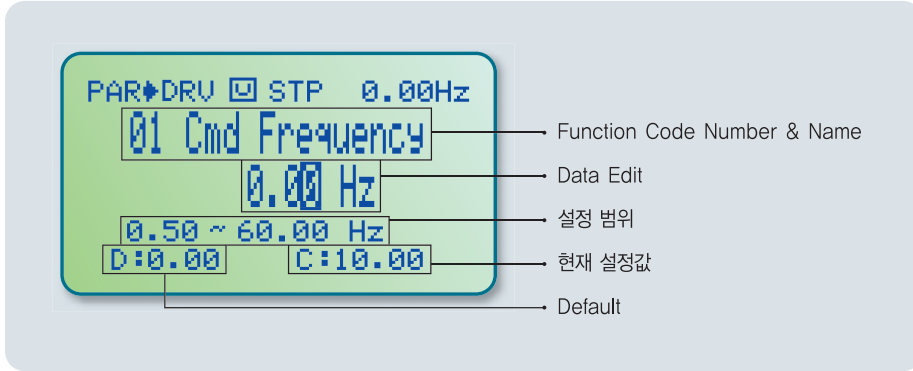 PAR➧DRV U STP 0.00Hz
01 Cmd Frequency
Function Code Number & Name
0.00 Hz
Data Edit
0.50 ~ 60.00 Hz
설정 범위
D:0.00 C:10.00
현재 설정값
Default